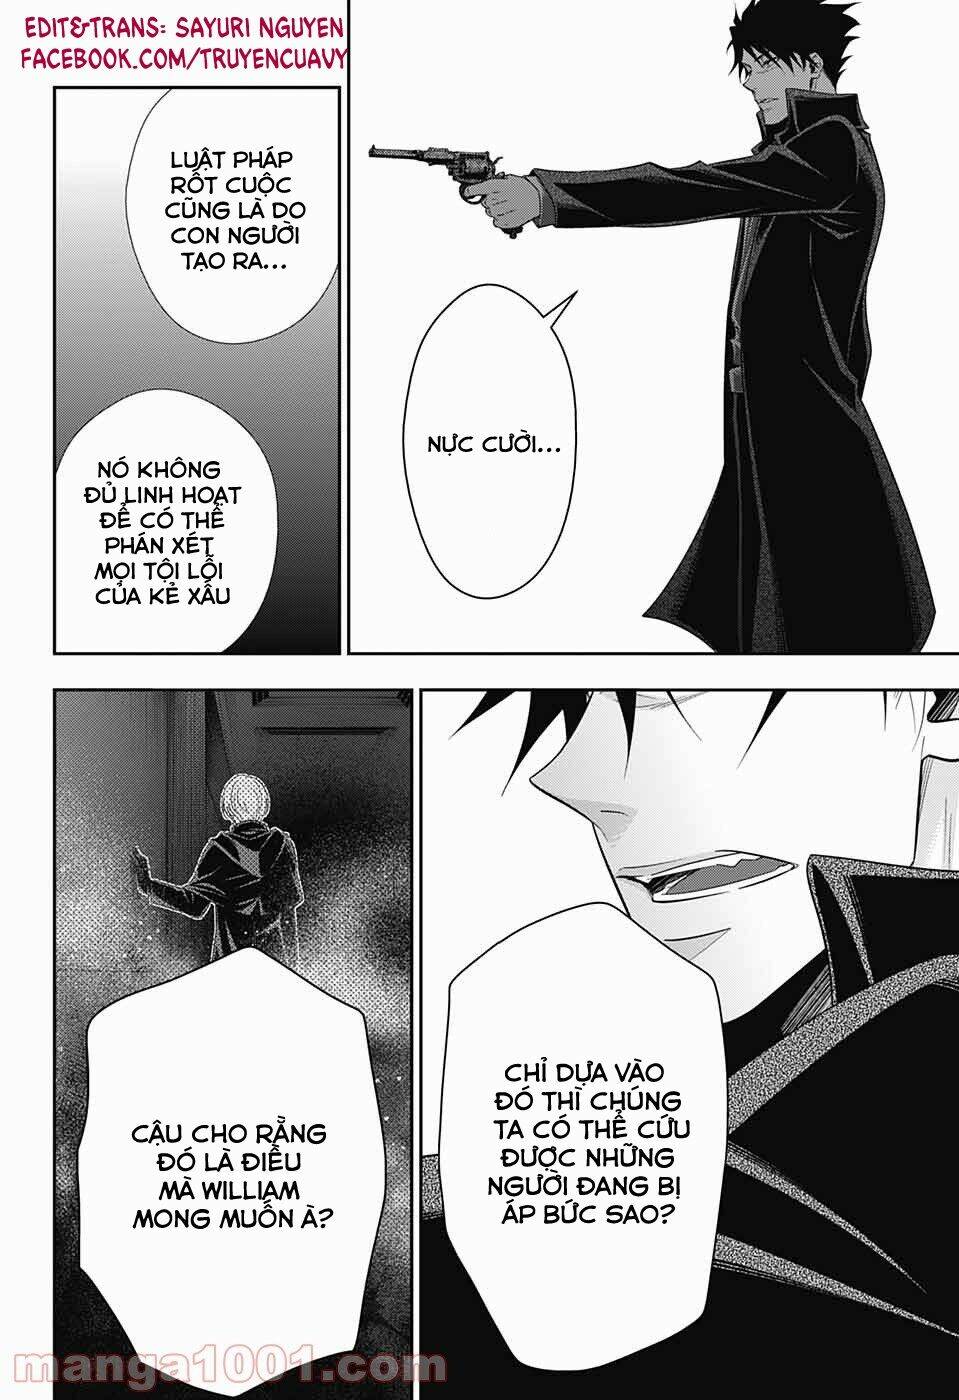 EDIT&TRANS: SAYURI NGUYEN
FACEBOOK.COM/TRUYENCUAVY
NỰC CƯỜI...
LUẬT PHÁP
RỐT CUỘC
CŨNG LÀ DO
CON NGƯỜI
TẠO RA...
NÓ KHÔNG
ĐỦ LINH HOẠT
ĐỂ CÓ THỂ
PHÁN XÉT
MỌI TỘI LỖI
CỦA KẺ XẤU
CHỈ DỰA VÀO
ĐÓ THÌ CHÚNG
TA CÓ THỂ CỨU
ĐƯỢC NHỮNG
NGƯỜI ĐANG BỊ
ÁP BỨC SAO?
CẬU CHO RẰNG
ĐÓ LÀ ĐIỀU
MÀ WILLIAM
MONG MUỐN À?
manga1001.com